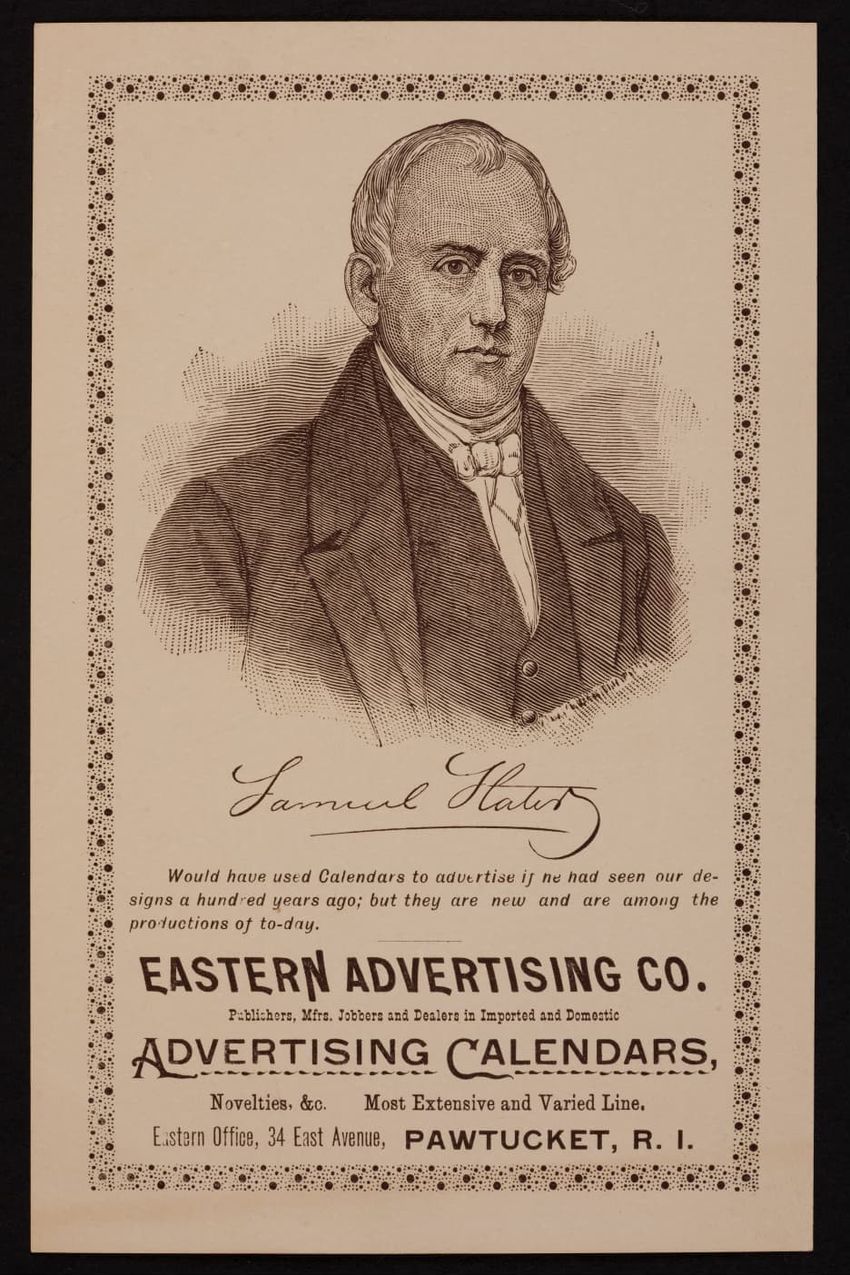 Samuel Slater
Would have used Calendars to advertise if he had seen our de-
signs a hundred years ago; but they are new and are among the
productions of to-day.
EASTERN ADVERTISING CO.
Publishers, Mfrs. Jobbers and Dealers in Imported and Domestic
ADVERTISING CALENDARS,
Novelties, &c. Most Extensive and Varied Line.
Eastern Office, 34 East Avenue, PAWTUCKET, R. I.